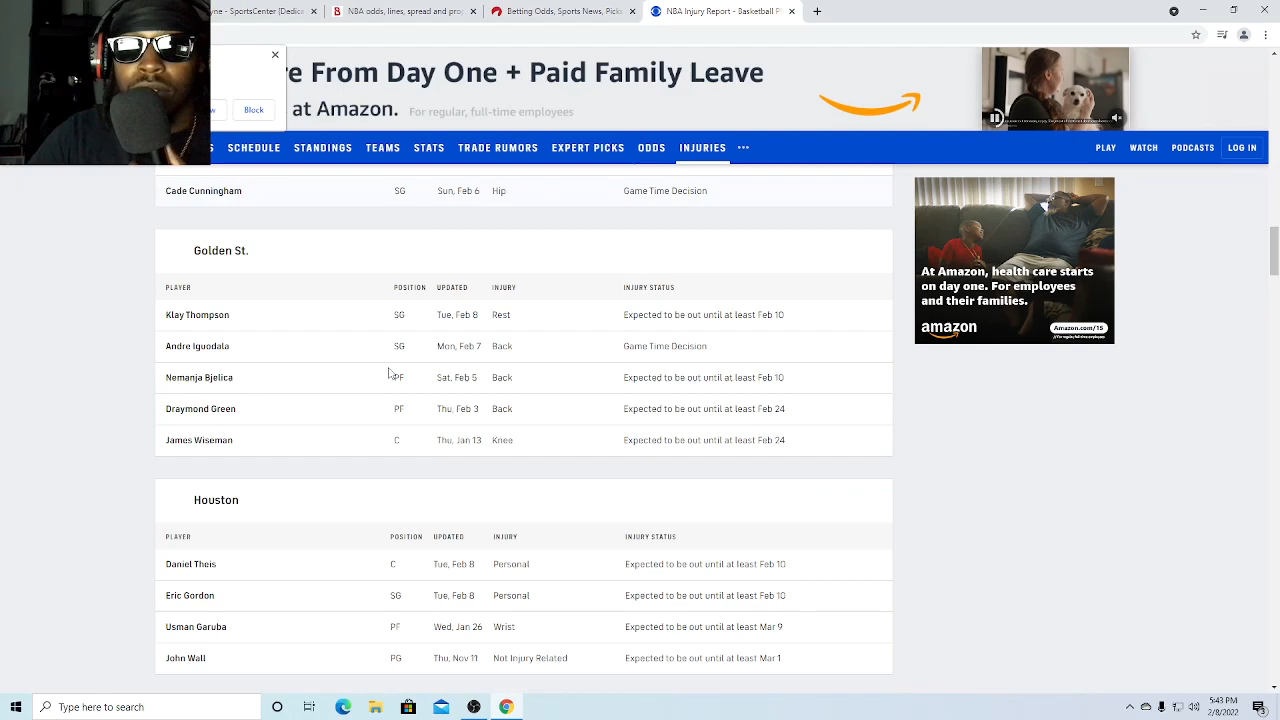 yne - SportsCenter (Dedica
NBA odds, lines, spread and pro
Betting Odds, Sports News, Pick
NBA Injury Report - Basketball Pl
re From Day One + Paid Family Leave
at Amazon. For regular, full-time employees
Block
SCHEDULE STANDINGS TEAMS STATS TRADE RUMORS EXPERT PICKS ODDS INJURIES ••• PLAY WATCH PODCASTS LOG IN
Cade Cunningham SG Sun, Feb 6 Hip Game Time Decision
Golden St.
PLAYER POSITION UPDATED INJURY INJURY STATUS
Klay Thompson SG Tue, Feb 8 Rest Expected to be out until at least Feb 10
Andre Iguodala Mon, Feb 7 Back Game Time Decision
Nemanja Bjelica PF Sat, Feb 5 Back Expected to be out until at least Feb 10
Draymond Green PF Thu, Feb 3 Back Expected to be out until at least Feb 24
James Wiseman C Thu, Jan 13 Knee Expected to be out until at least Feb 24
Houston
PLAYER POSITION UPDATED INJURY INJURY STATUS
Daniel Theis C Tue, Feb 8 Personal Expected to be out until at least Feb 10
Eric Gordon SG Tue, Feb 8 Personal Expected to be out until at least Feb 10
Usman Garuba PF Wed, Jan 26 Wrist Expected to be out until at least Mar 9
John Wall PG Thu, Nov 11 Not Injury Related Expected to be out until at least Mar 1
At Amazon, health care starts
on day one. For employees
and their families.
amazon
Amazon.com/15
Type here to search
5:43 PM
2/8/2022